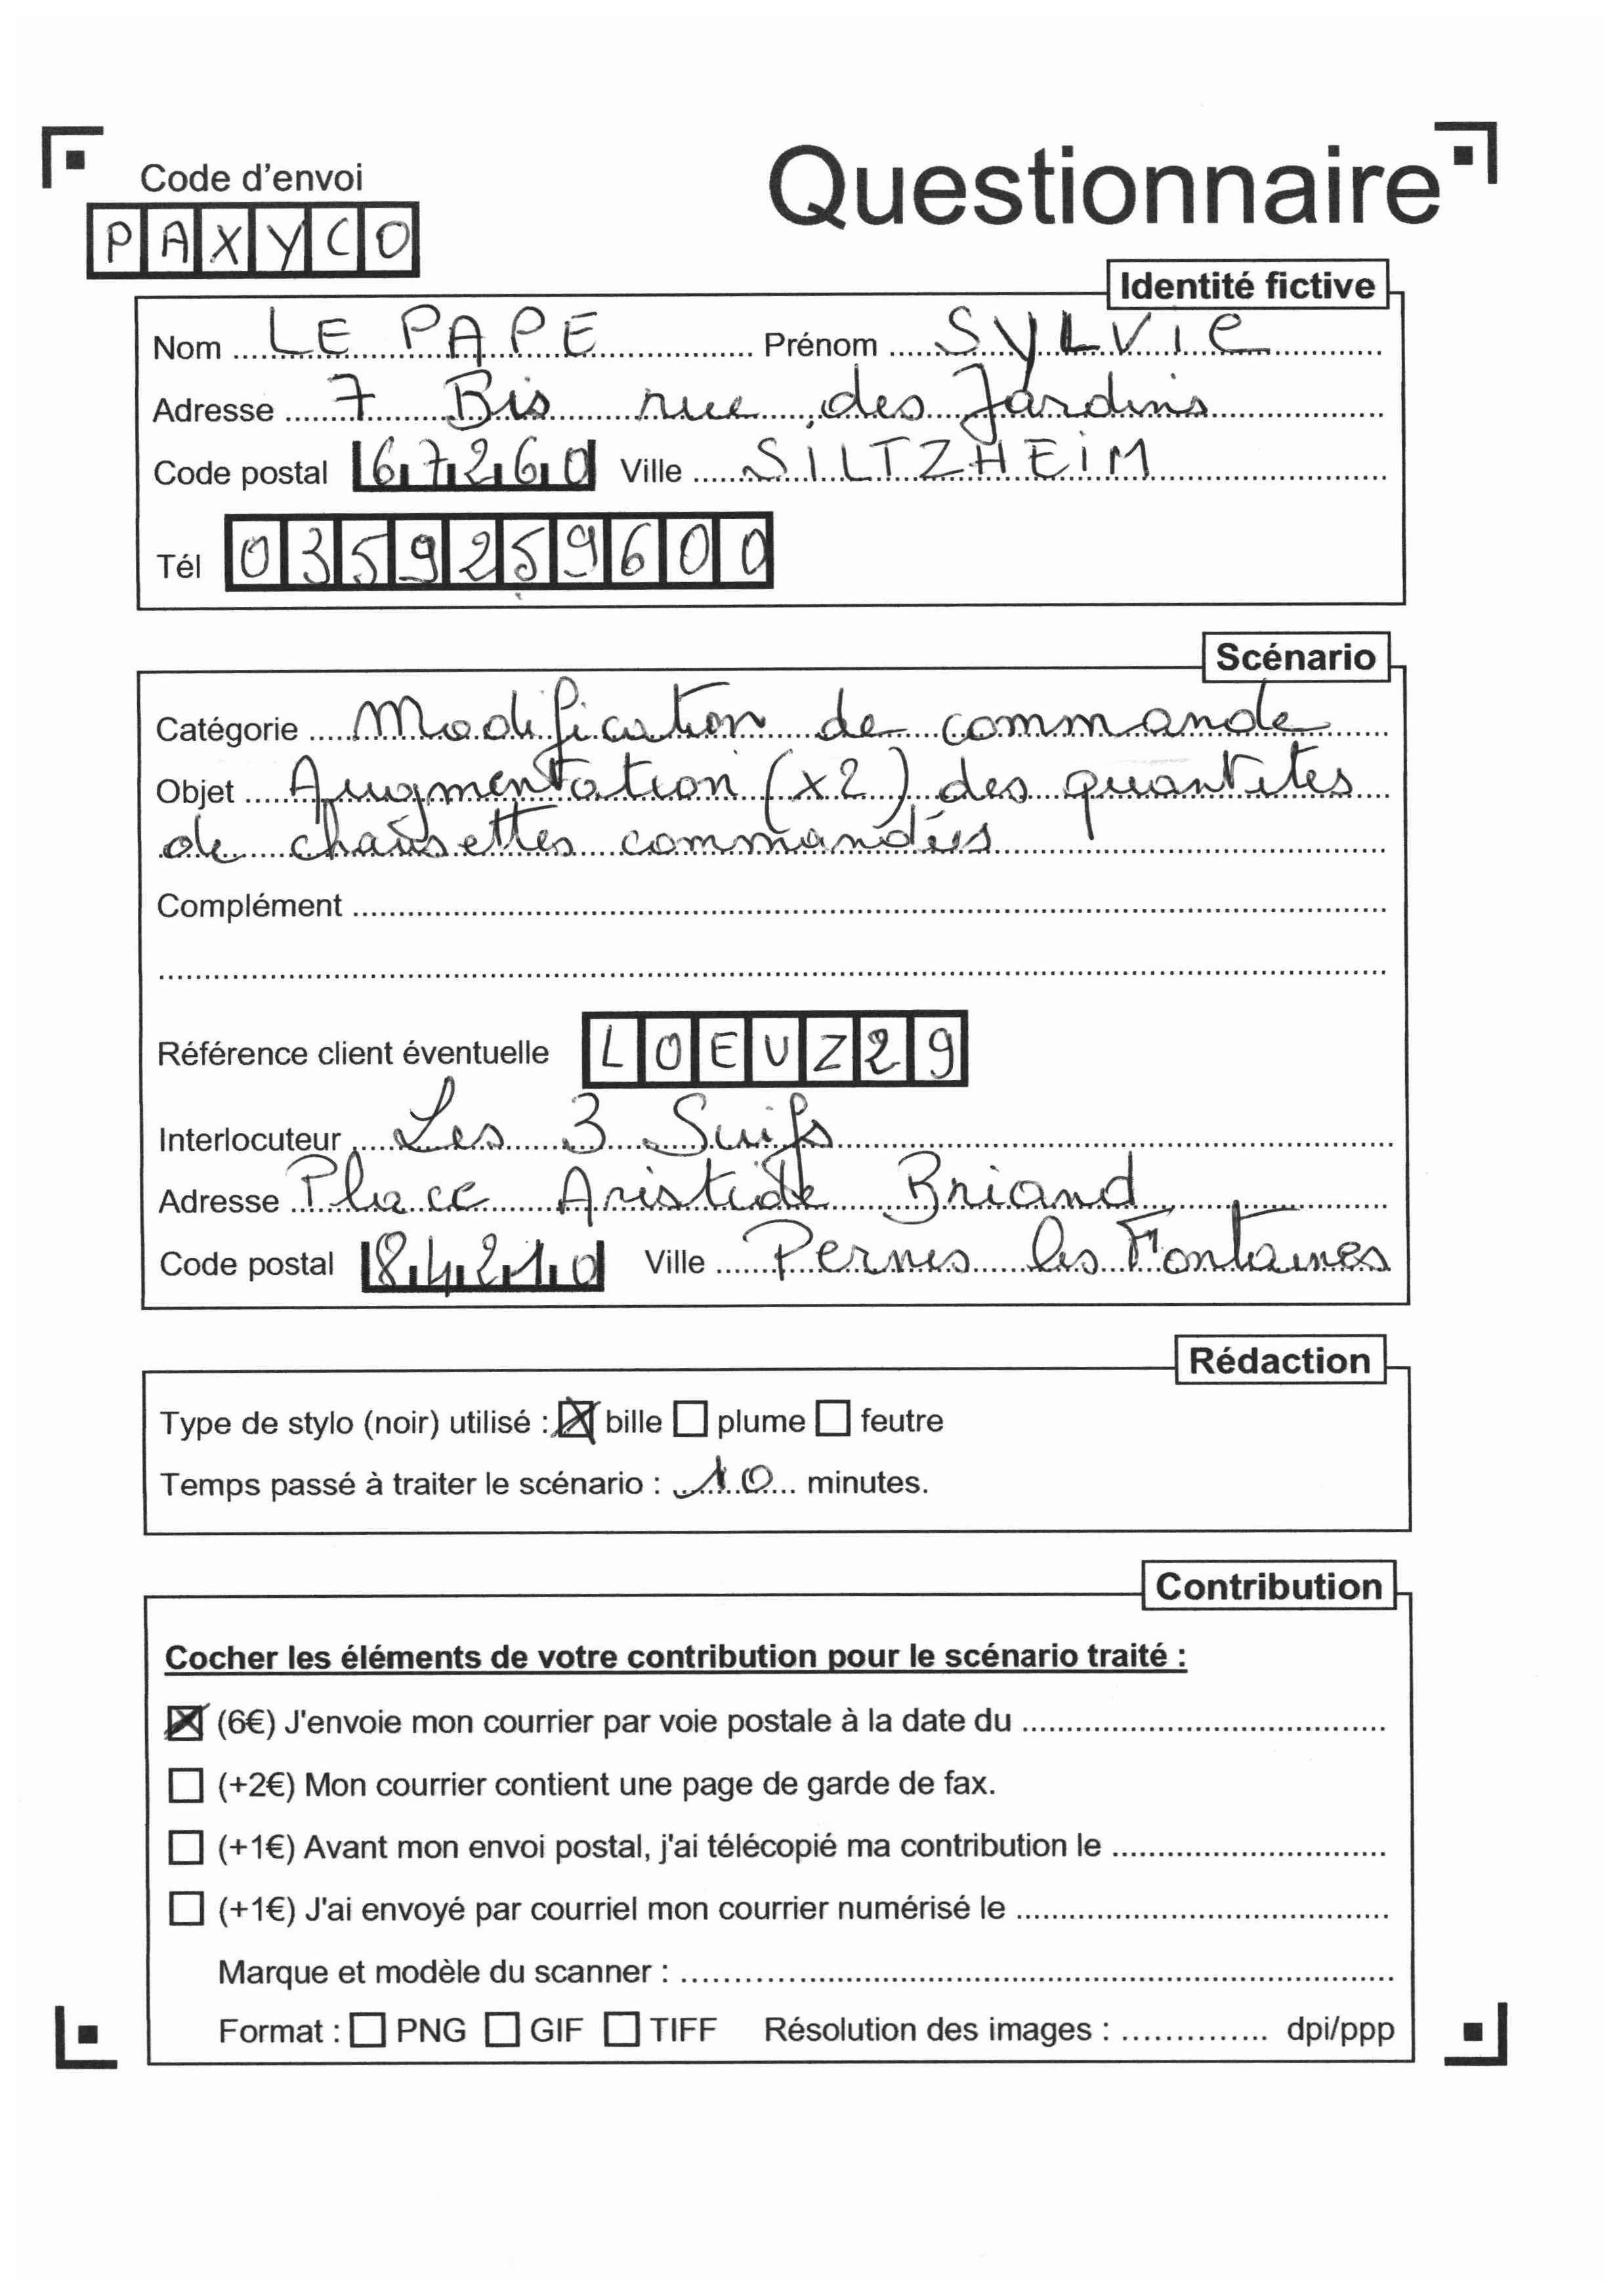 Code d'envoi
PAXYCO
Questionnaire
Identité fictive
Nom LE PAPE Prénom SYLVIE
Adresse 7 Bis rue des Jardins
Code postal 67260 Ville SILTZHEIM
Tél 0359259600
Scénario
Catégorie Modification de commande
Objet Augmentation (x2) des quantités
de chaussettes commandées
Complément
Référence client éventuelle LOEUZ29
Interlocuteur Les 3 Suifs
Adresse Place Aristide Briand
Code postal 84210 Ville Pernes les Fontaines
Rédaction
Type de stylo (noir) utilisé : bille plume feutre
Temps passé à traiter le scénario : 10 minutes.
Contribution
Cocher les éléments de votre contribution pour le scénario traité :
(6€) J'envoie mon courrier par voie postale à la date du
(+2€) Mon courrier contient une page de garde de fax.
(+1€) Avant mon envoi postal, j'ai télécopié ma contribution le
(+1€) J'ai envoyé par courriel mon courrier numérisé le
Marque et modèle du scanner :
Format : PNG GIF TIFF Résolution des images : dpi/ppp